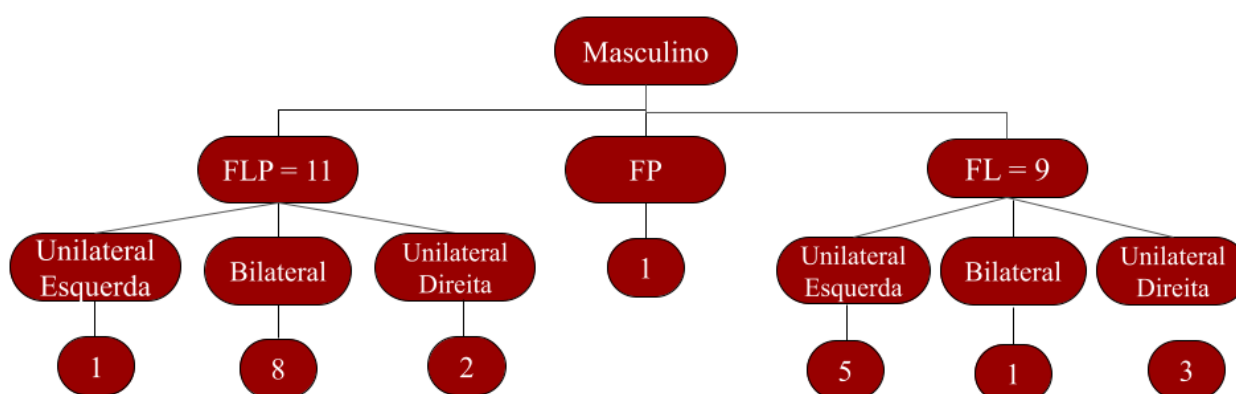 Masculino
FLP = 11
FP
FL = 9
Unilateral
Esquerda
Bilateral
Unilateral
Direita
1
Unilateral
Esquerda
Bilateral
Unilateral
Direita
1
8
2
5
1
3